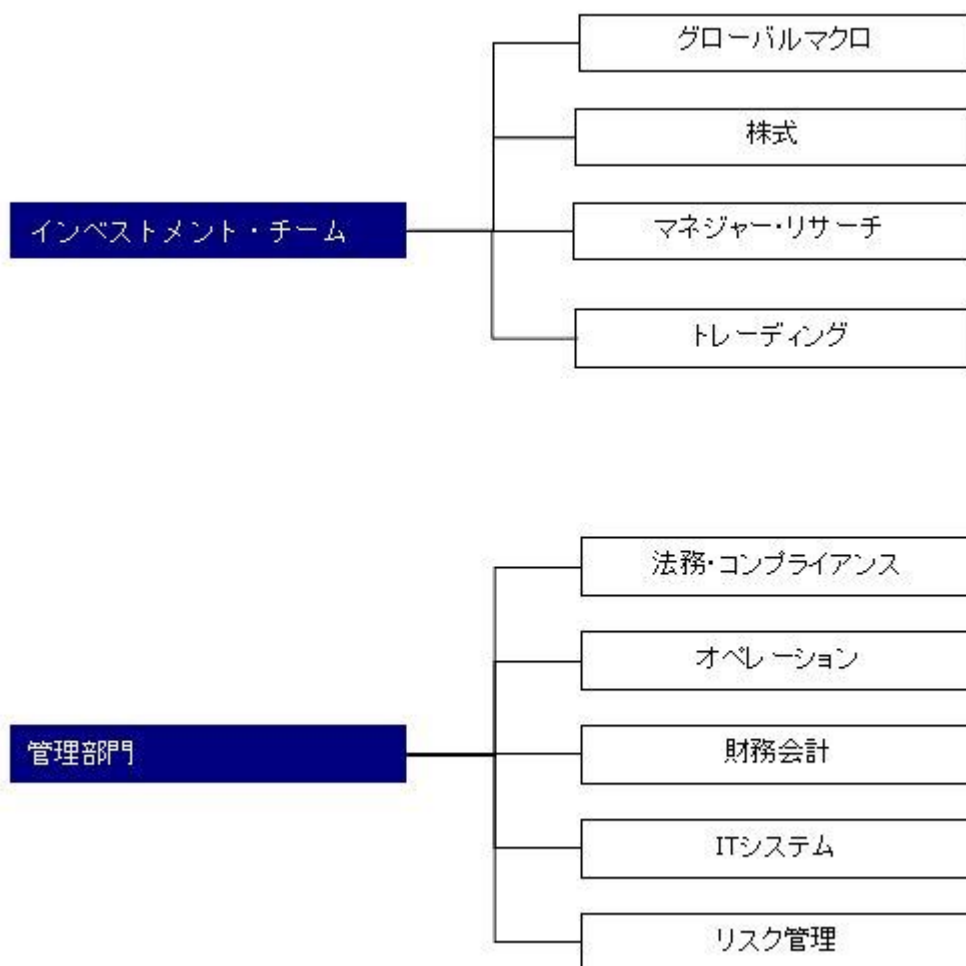 グローバルマクロ
株式
インベストメント・チーム
マネジャー・リサーチ
トレーディング
法務・コンプライアンス
オペレーション
管理部門
財務会計
ITシステム
リスク管理